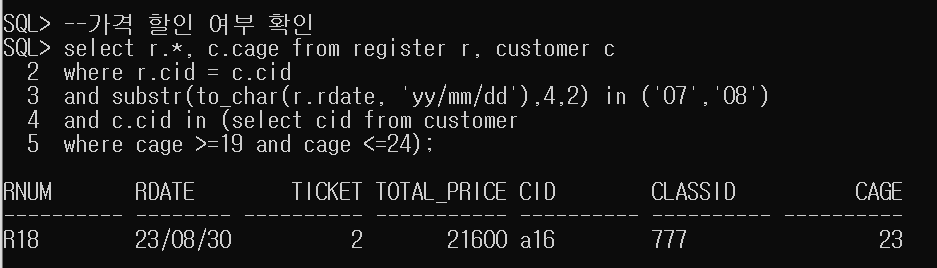 SQL> --가격 할인 여부 확인
SQL> select r.*, c.cage from register r, customer c
  2  where r.cid = c.cid
  3  and substr(to_char(r.rdate, 'yy/mm/dd'),4,2) in ('07','08')
  4  and c.cid in (select cid from customer
  5  where cage >=19 and cage <=24);
RNUM       RDATE        TICKET TOTAL_PRICE CID        CLASSID          CAGE
---------- -------- ---------- ----------- ---------- ---------- ----------
R18        23/08/30          2       21600 a16        777                23